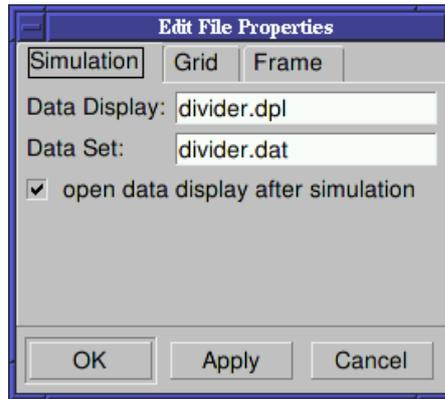 Edit File Properties
Simulation Grid Frame
Data Display: divider.dpl
Data Set: divider.dat
open data display after simulation
OK Apply Cancel